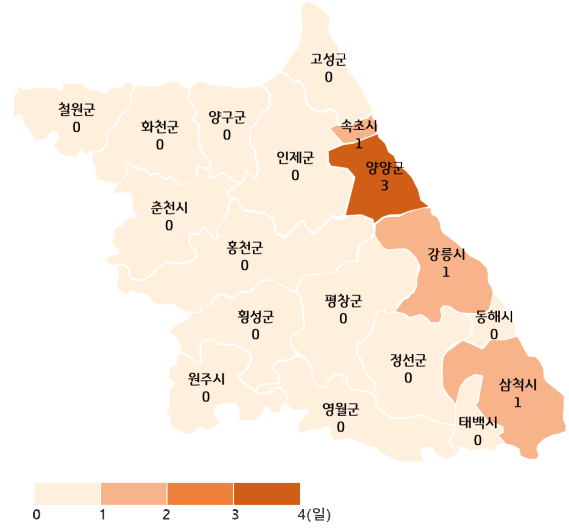 고성군
0
철원군
0
화천군
0
양구군
0
속초시
1
인제군
0
양양군
3
춘천시
0
홍천군
0
강릉시
1
평창군
0
횡성군
0
동해시
0
정선군
0
원주시
0
삼척시
1
영월군
0
태백시
0
0 1 2 3 4(일)